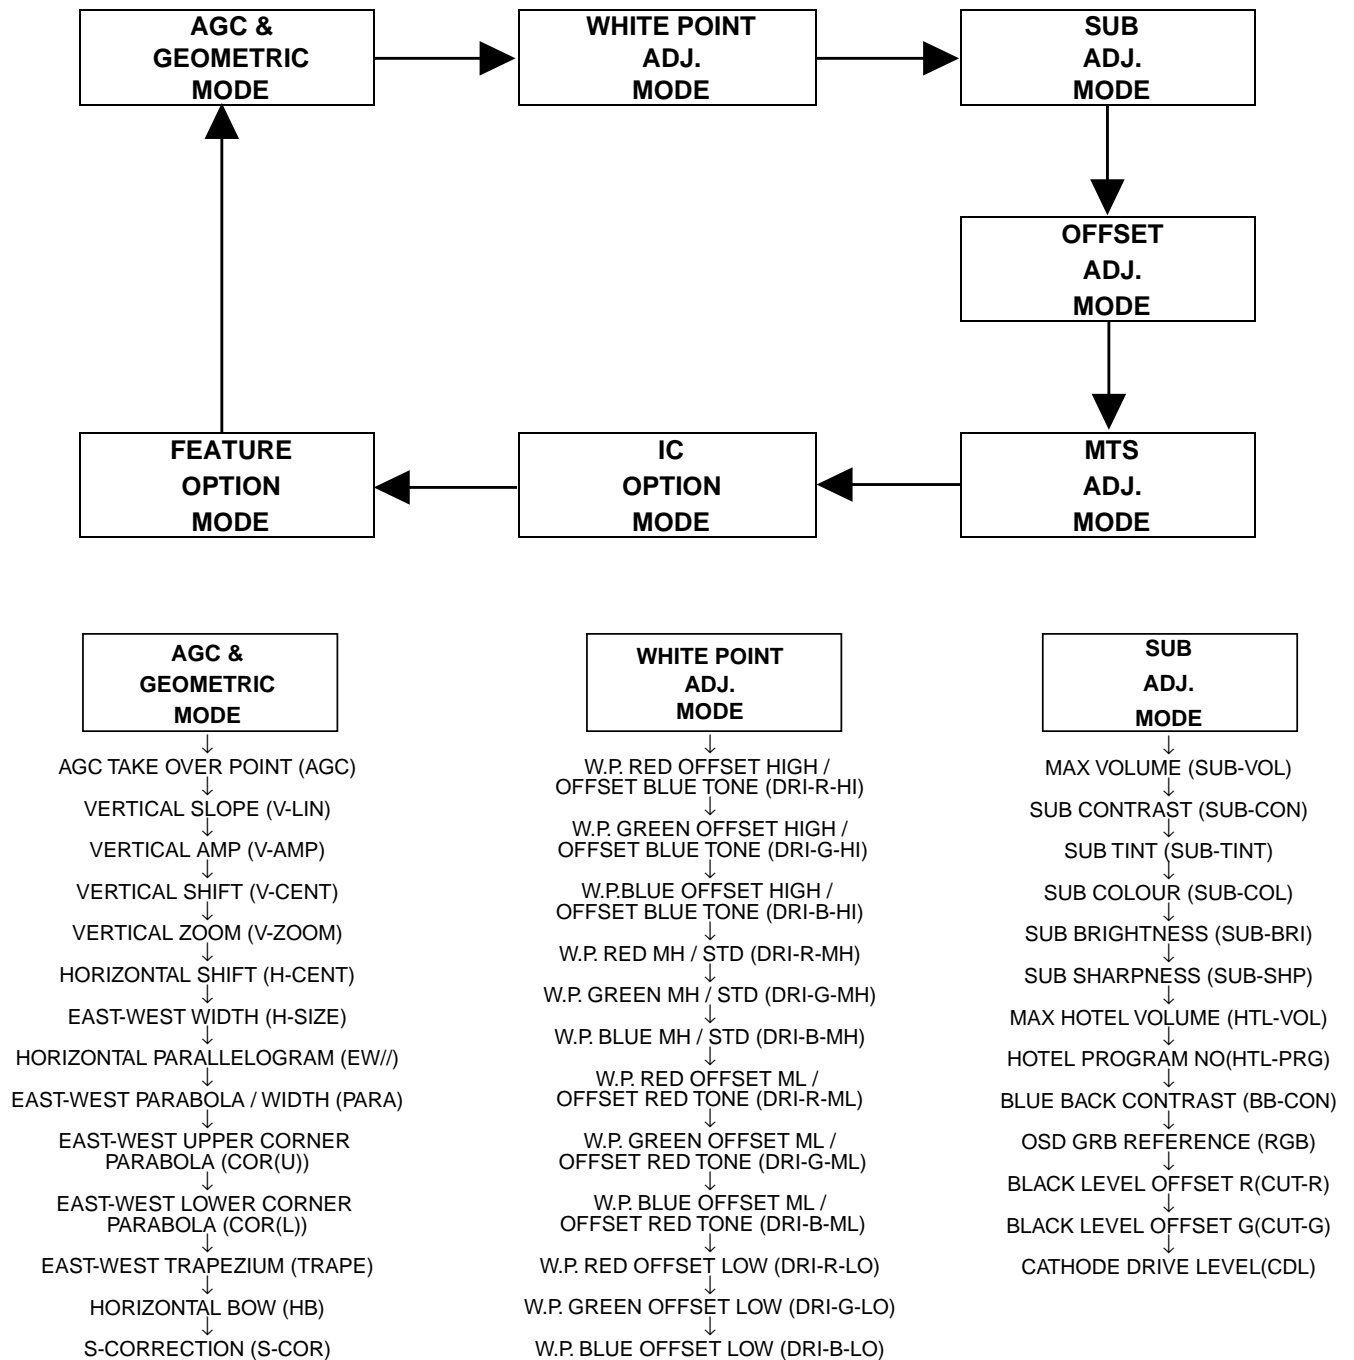 AGC &
GEOMETRIC
MODE
WHITE POINT
ADJ.
MODE
SUB
ADJ.
MODE
OFFSET
ADJ.
MODE
FEATURE
OPTION
MODE
IC
OPTION
MODE
MTS
ADJ.
MODE
AGC &
GEOMETRIC
MODE
AGC TAKE OVER POINT (AGC)
VERTICAL SLOPE (V-LIN)
VERTICAL AMP (V-AMP)
VERTICAL SHIFT (V-CENT)
VERTICAL ZOOM (V-ZOOM)
HORIZONTAL SHIFT (H-CENT)
EAST-WEST WIDTH (H-SIZE)
HORIZONTAL PARALLELOGRAM (EW//)
EAST-WEST PARABOLA / WIDTH (PARA)
EAST-WEST UPPER CORNER
PARABOLA (COR(U))
EAST-WEST LOWER CORNER
PARABOLA (COR(L))
EAST-WEST TRAPEZIUM (TRAPE)
HORIZONTAL BOW (HB)
S-CORRECTION (S-COR)
WHITE POINT
ADJ.
MODE
W.P. RED OFFSET HIGH /
OFFSET BLUE TONE (DRI-R-HI)
W.P. GREEN OFFSET HIGH /
OFFSET BLUE TONE (DRI-G-HI)
W.P.BLUE OFFSET HIGH /
OFFSET BLUE TONE (DRI-B-HI)
W.P. RED MH / STD (DRI-R-MH)
W.P. GREEN MH / STD (DRI-G-MH)
W.P. BLUE MH / STD (DRI-B-MH)
W.P. RED OFFSET ML /
OFFSET RED TONE (DRI-R-ML)
W.P. GREEN OFFSET ML /
OFFSET RED TONE (DRI-G-ML)
W.P. BLUE OFFSET ML /
OFFSET RED TONE (DRI-B-ML)
W.P. RED OFFSET LOW (DRI-R-LO)
W.P. GREEN OFFSET LOW (DRI-G-LO)
W.P. BLUE OFFSET LOW (DRI-B-LO)
SUB
ADJ.
MODE
MAX VOLUME (SUB-VOL)
SUB CONTRAST (SUB-CON)
SUB TINT (SUB-TINT)
SUB COLOUR (SUB-COL)
SUB BRIGHTNESS (SUB-BRI)
SUB SHARPNESS (SUB-SHP)
MAX HOTEL VOLUME (HTL-VOL)
HOTEL PROGRAM NO(HTL-PRG)
BLUE BACK CONTRAST (BB-CON)
OSD GRB REFERENCE (RGB)
BLACK LEVEL OFFSET R(CUT-R)
BLACK LEVEL OFFSET G(CUT-G)
CATHODE DRIVE LEVEL(CDL)